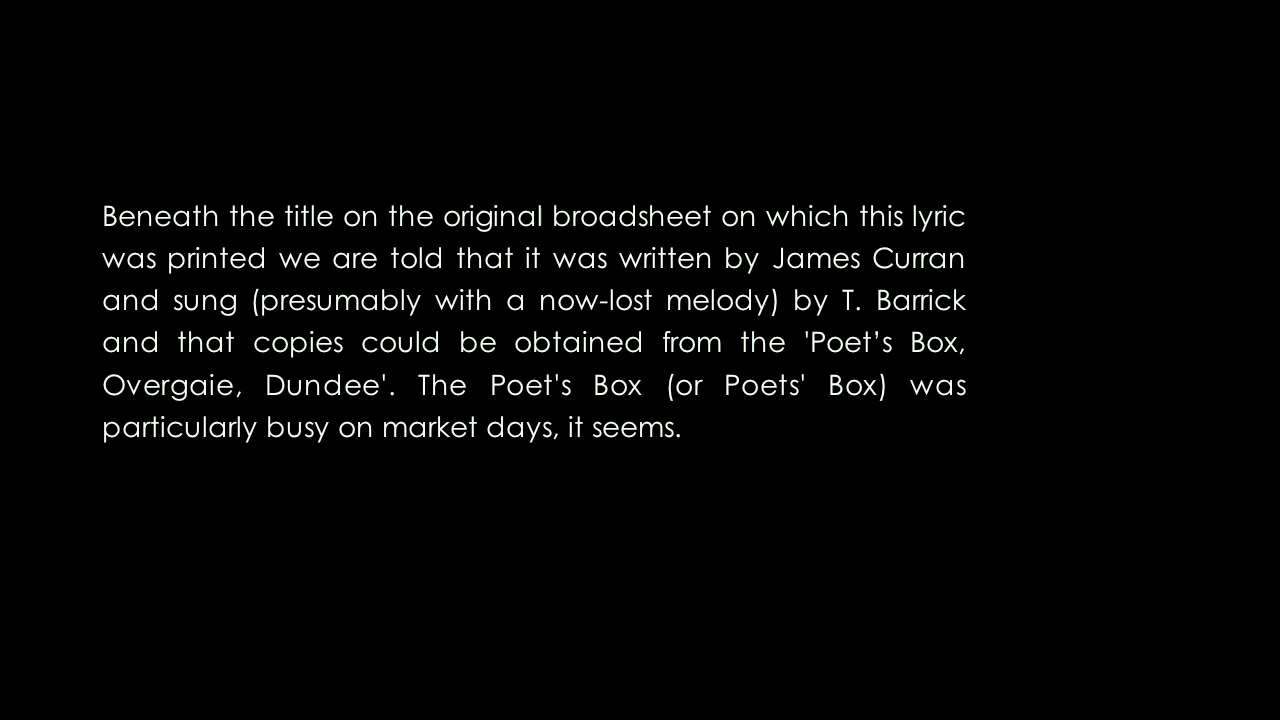 Beneath the title on the original broadsheet on which this lyric
was printed we are told that it was written by James Curran
and sung (presumably with a now-lost melody) by T. Barrick
and that copies could be obtained from the 'Poet’s Box,
Overgaie, Dundee'. The Poet's Box (or Poets' Box) was
particularly busy on market days, it seems.